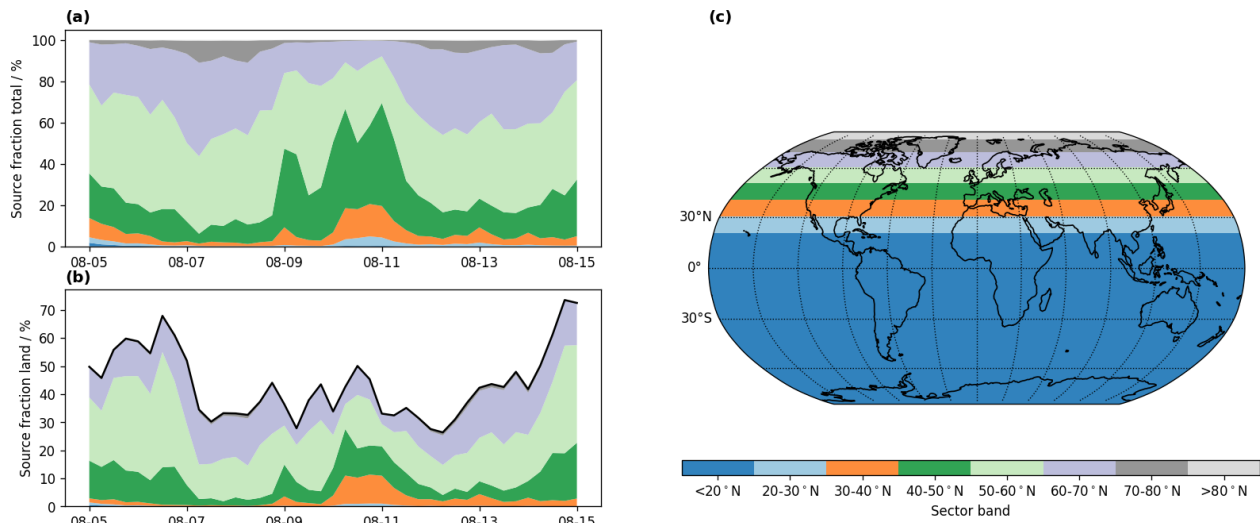 (a)
Source fraction total / %
100
80
60
40
20
0
08-05 08-07 08-09 08-11 08-13 08-15
(b)
Source fraction land / %
70
60
50
40
30
20
10
0
08-05 08-07 08-09 08-11 08-13 08-15
(c)
30°N
0°
30°S
<20° N 20-30° N 30-40° N 40-50° N 50-60° N 60-70° N 70-80° N >80° N
Sector band